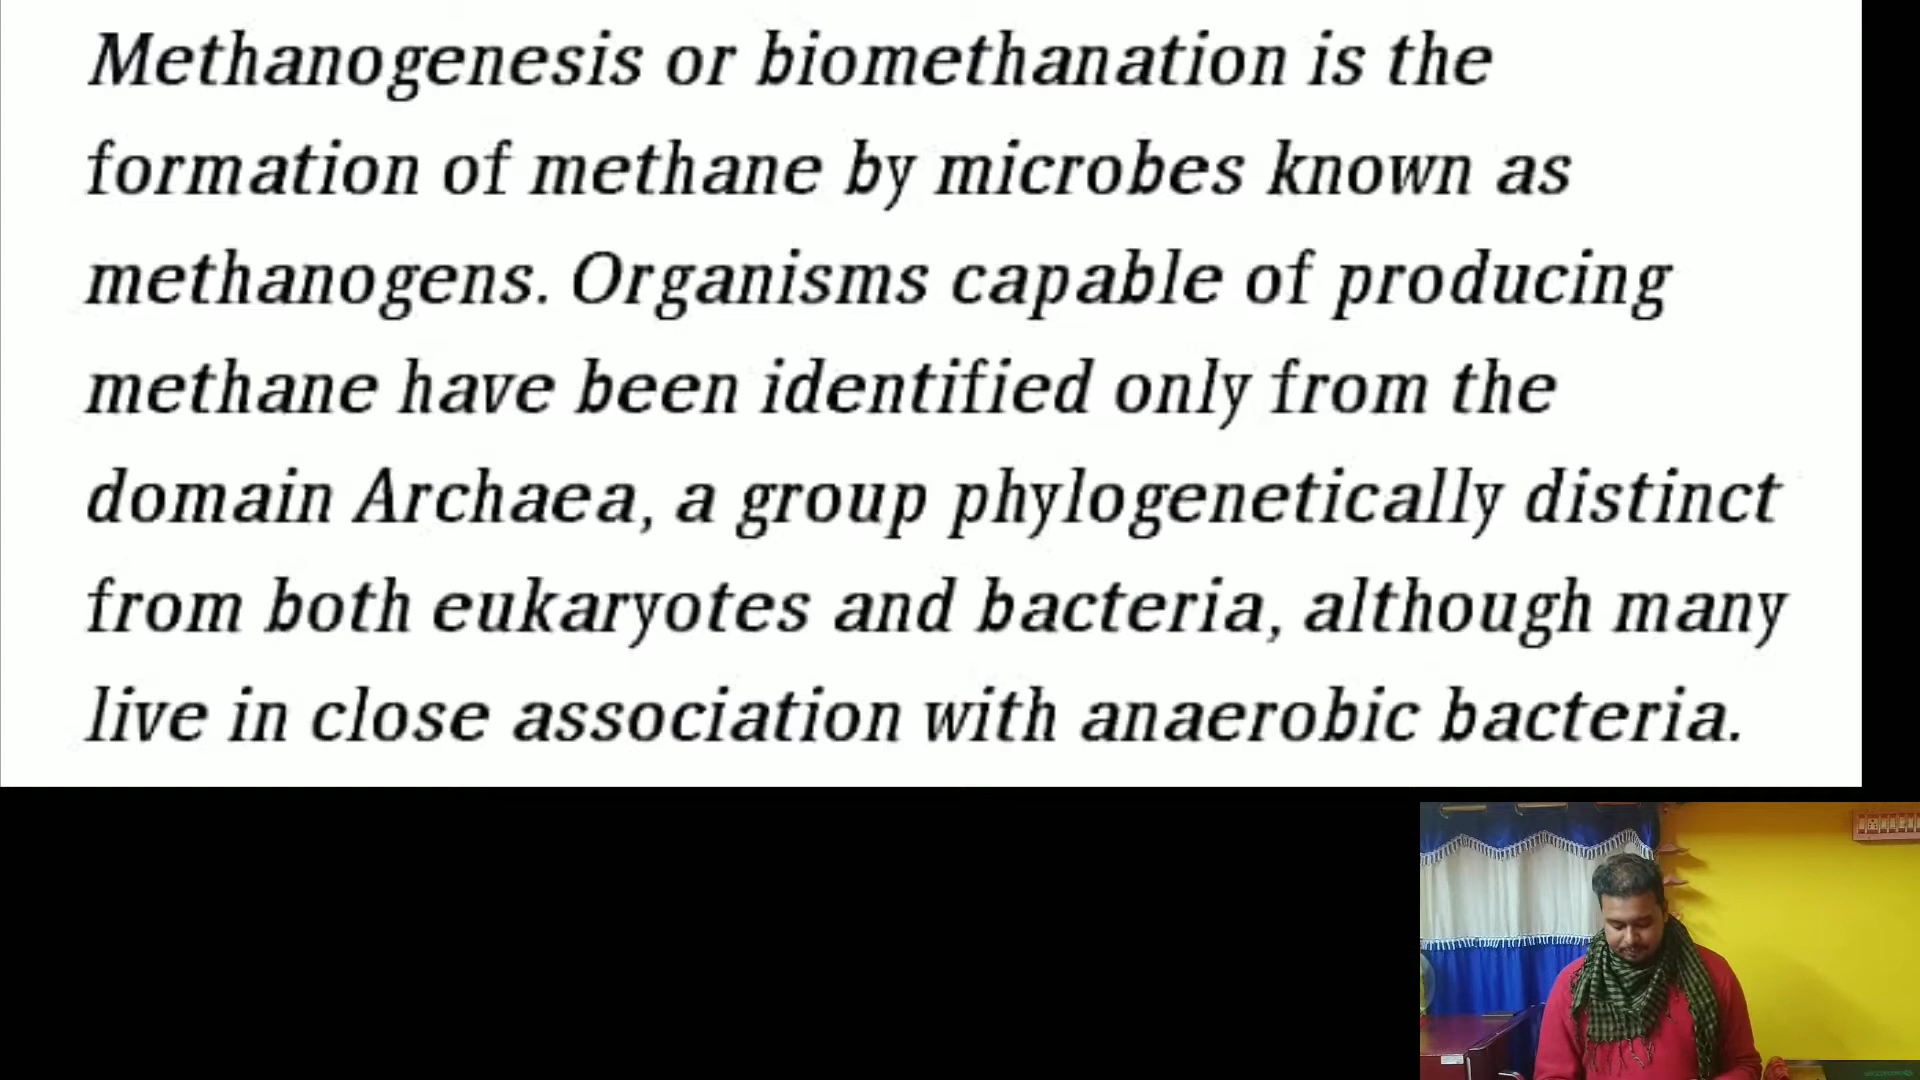 Methanogenesis or biomethanation is the
formation of methane by microbes known as
methanogens. Organisms capable of producing
methane have been identified only from the
domain Archaea, a group phylogenetically distinct
from both eukaryotes and bacteria, although many
live in close association with anaerobic bacteria.